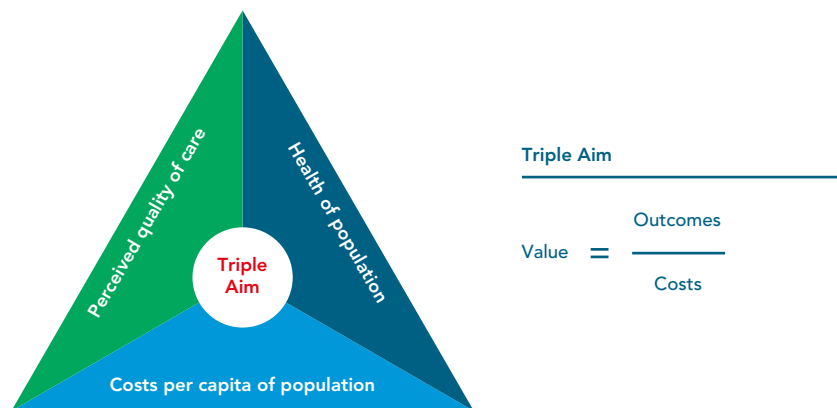 Perceived quality of care
Health of population
Triple
Aim
Costs per capita of population
Triple Aim
Value = Outcomes
Costs